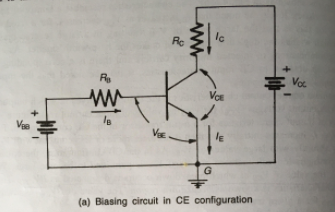 R_C
I_C
V_CC
+
-
R_B
V_CE
+
V_BB
-
I_B
V_BE
I_E
G
(a) Biasing circuit in CE configuration